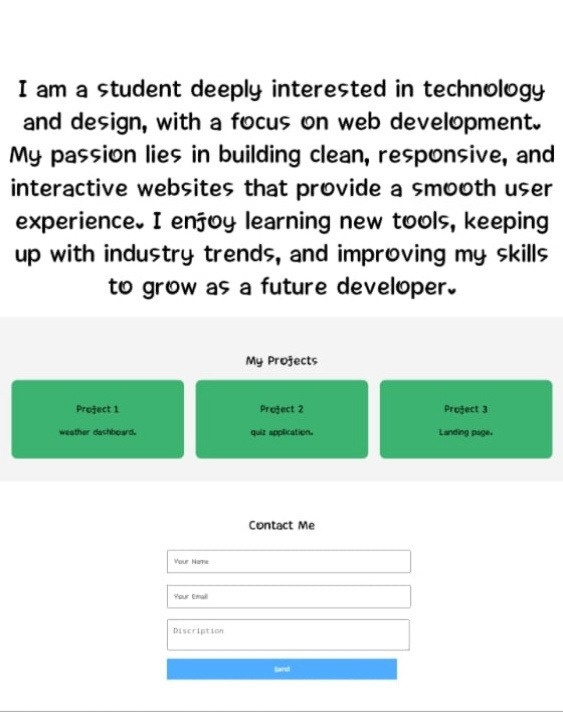 I am a student deeply interested in technology
and design, with a focus on web development.
My passion lies in building clean, responsive, and
interactive websites that provide a smooth user
experience. I enjoy learning new tools, keeping
up with industry trends, and improving my skills
to grow as a future developer.
My Projects
Project 1
weather dashboard.
Project 2
quiz application.
Project 3
Landing page.
Contact Me
Your Name
Your Email
Discription
Send